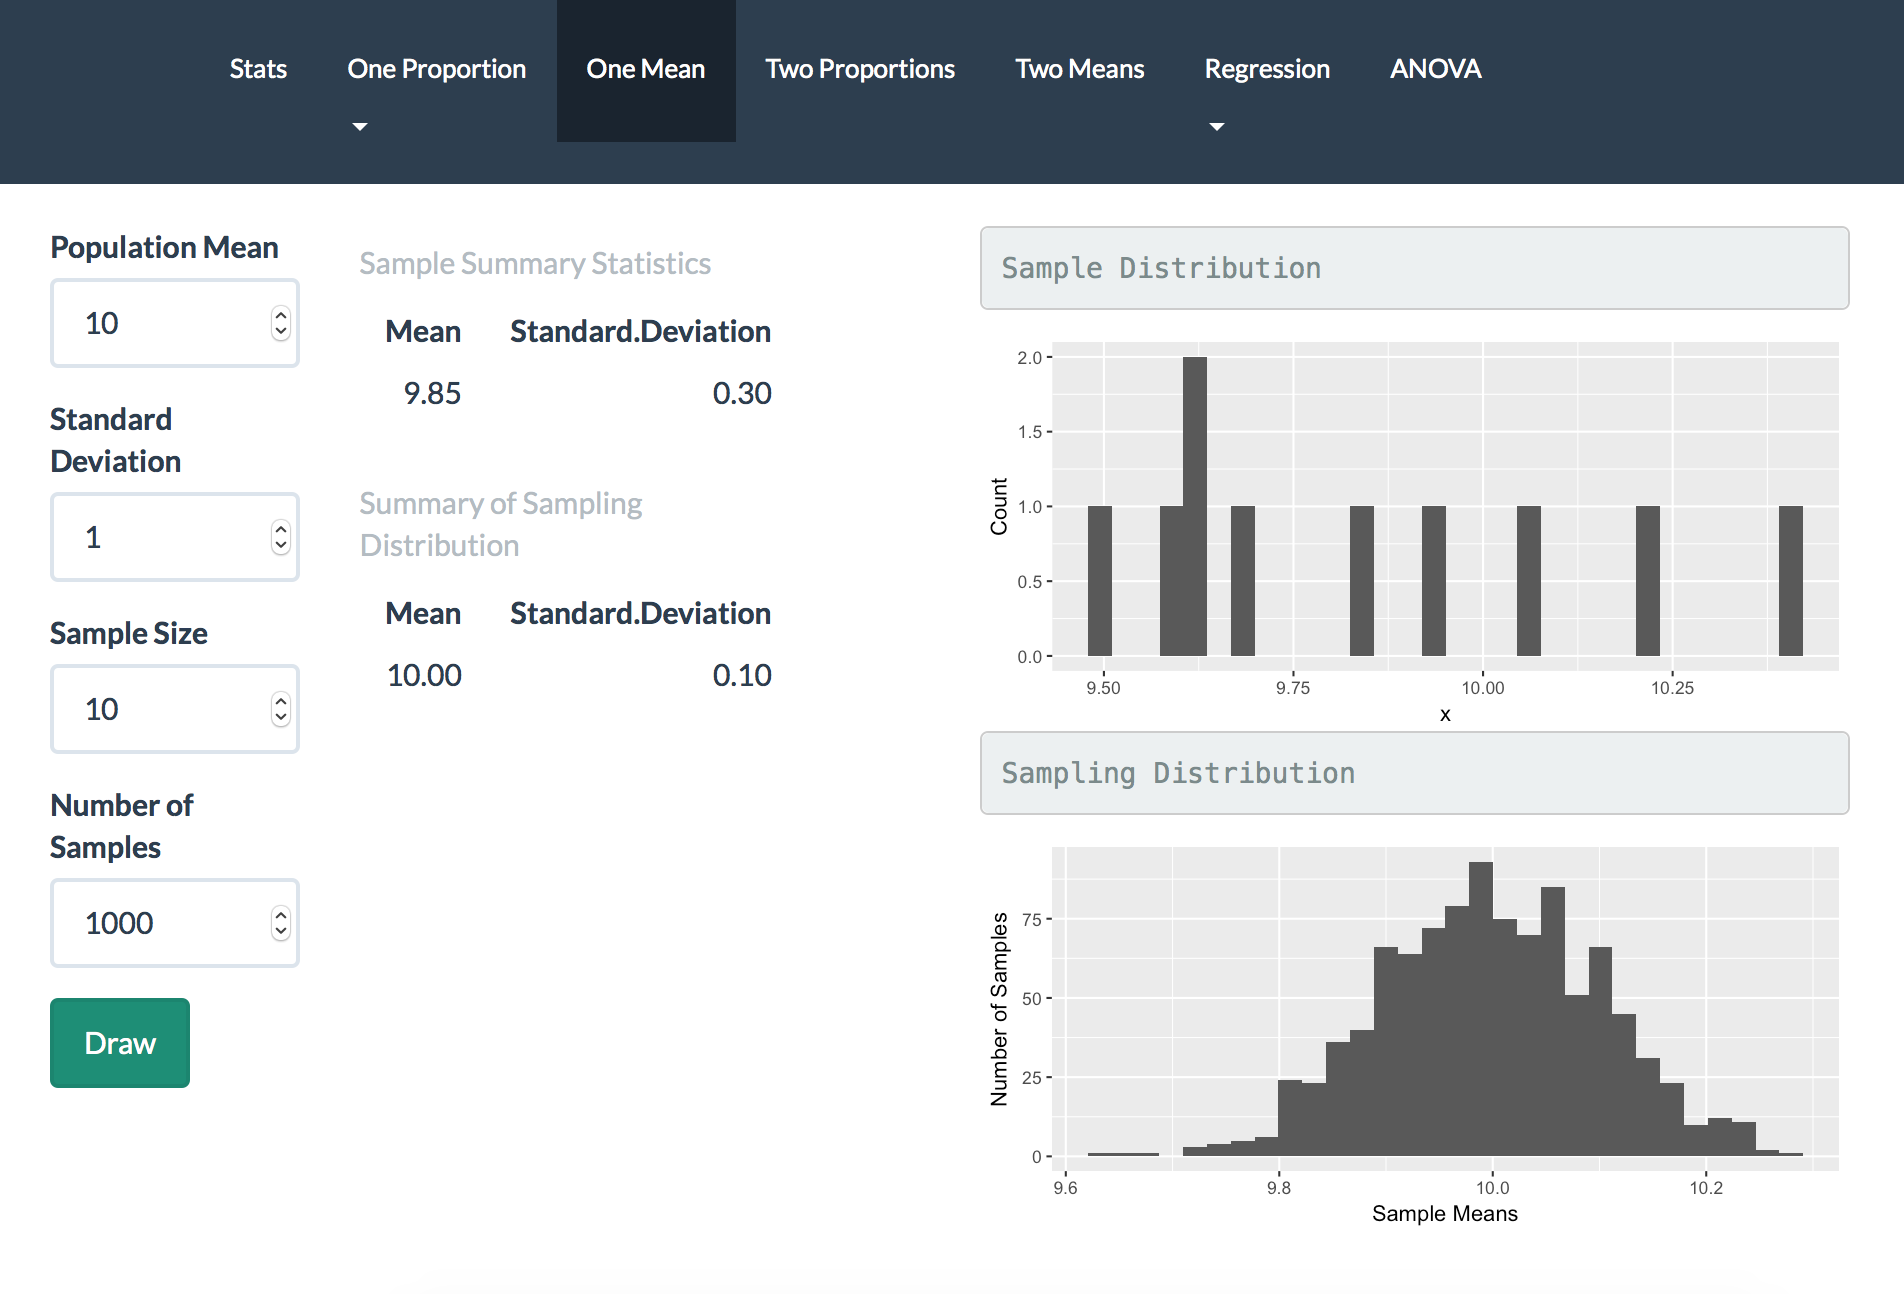 Stats
One Proportion
One Mean
Two Proportions
Two Means
Regression
ANOVA
Population Mean
10
Standard
Deviation
1
Sample Size
10
Number of
Samples
1000
Draw
Sample Summary Statistics
Mean Standard.Deviation
9.85 0.30
Summary of Sampling
Distribution
Mean Standard.Deviation
10.00 0.10
Sample Distribution
Count
2.0
1.5
1.0
0.5
0.0
9.50 9.75 10.00 10.25
x
Sampling Distribution
Number of Samples
75
50
25
0
9.6 9.8 10.0 10.2
Sample Means